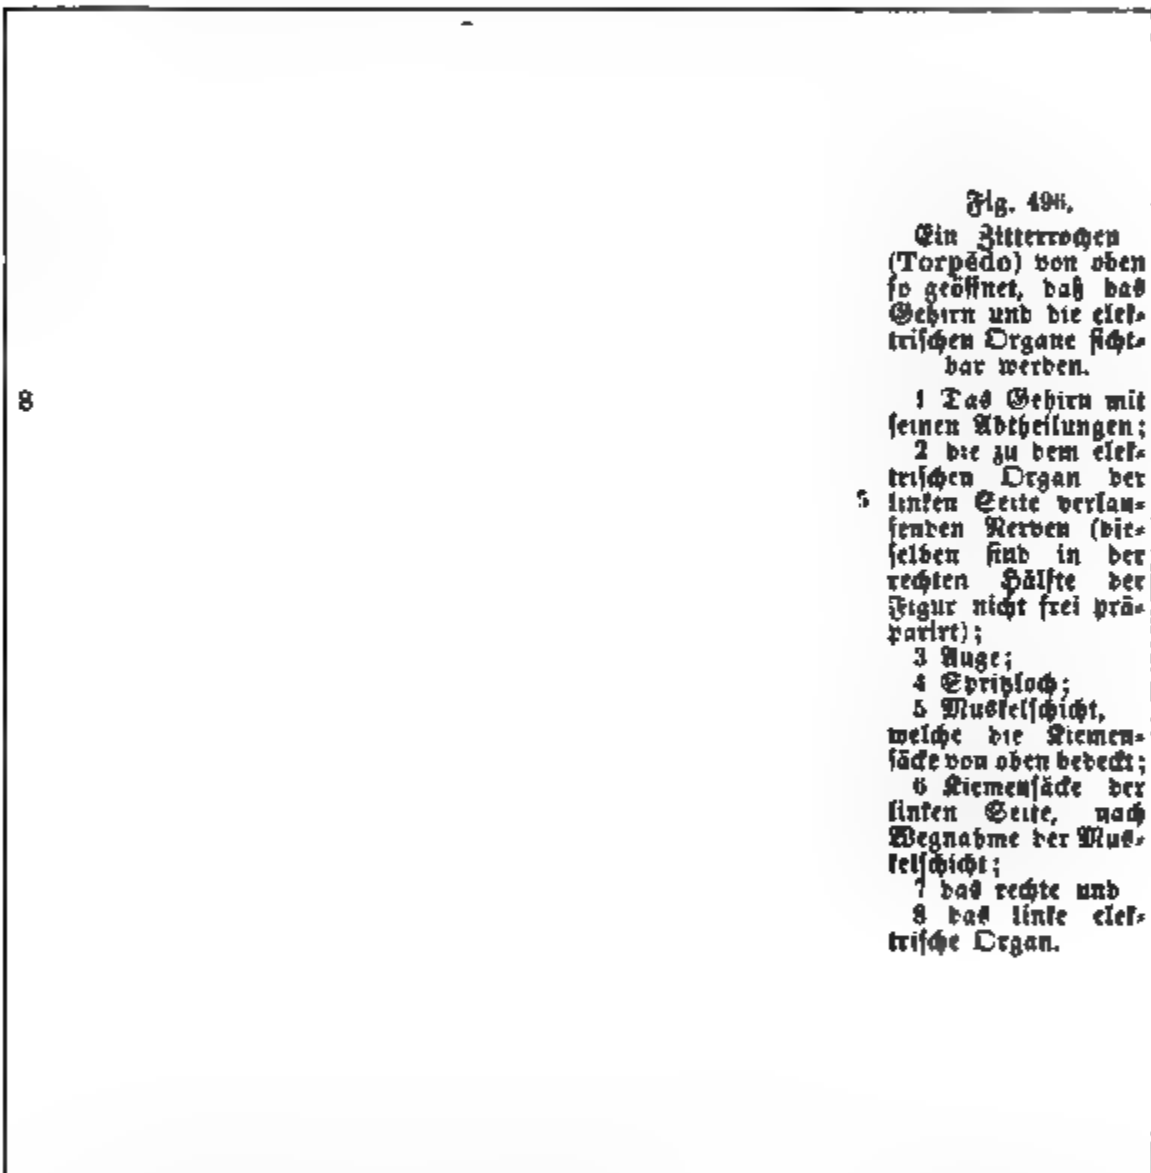 Fig. 496.
Ein Zitterrochen
(Torpēdo) von oben
so geöffnet, daß das
Gehirn und die elek-
trischen Organe sicht-
bar werden.
8
1 Das Gehirn mit
seinen Abtheilungen;
2 die zu dem elek-
trischen Organ der
5
linken Seite verlau-
fenden Nerven (die-
selben sind in der
rechten Hälfte der
Figur nicht frei prä-
parirt);
3 Auge;
4 Spritzloch;
5 Muskelschicht,
welche die Kiemen-
säcke von oben bedeckt;
6 Kiemensäcke der
linken Seite, nach
Wegnahme der Mus-
kelschicht;
7 das rechte und
8 das linke elek-
trische Organ.